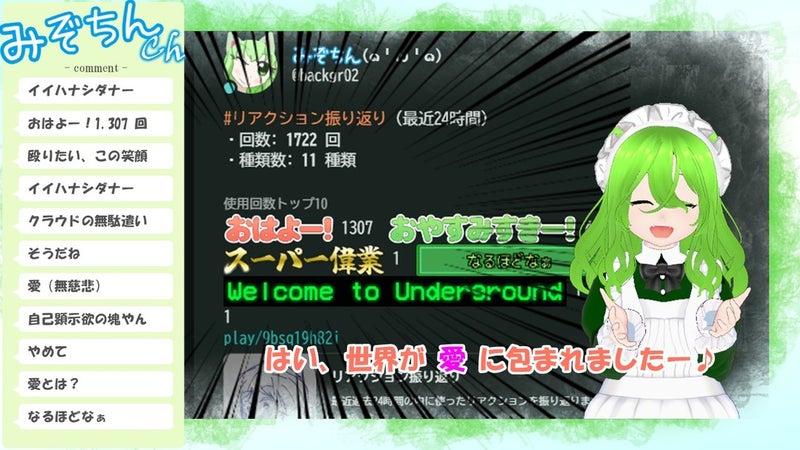 みぞちん
ch
- comment -
イイハナシダナー
おはよー！1,307 回
殴りたい、この笑顔
イイハナシダナー
クラウドの無駄遣い
そうだね
愛（無慈悲）
自己顕示欲の塊やん
やめて
愛とは？
なるほどなぁ
みぞちん
#リアクション振り返り (最近24時間)
・回数: 1722 回
・種類数: 11 種類
使用回数トップ10
おはよー! 1307 おやすみすきー!
スーパー偉業 1 なるほどなぁ
Welcome to Underground
1
play/9bsq19h82i
はい、世界が 愛 に包まれましたー♪
リアクション振り返り